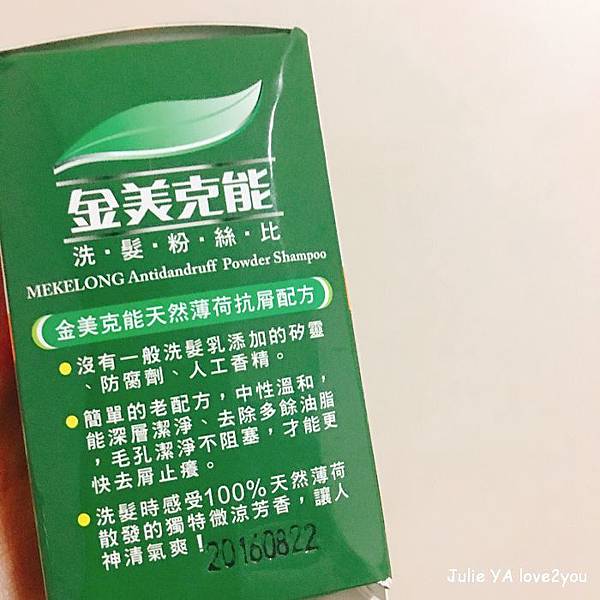 金美克能
洗·髮·粉·絲·比
MEKELONG Antidandruff Powder Shampoo
金美克能天然薄荷抗屑配方
沒有一般洗髮乳添加的矽靈
、防腐劑、人工香精。
簡單的老配方，中性溫和，
能深層潔淨、去除多餘油脂
，毛孔潔淨不阻塞，才能更
快去屑止癢。
洗髮時感受100%天然薄荷
散發的獨特微涼芳香，讓人
神清氣爽！
20160822
Julie YA love2you